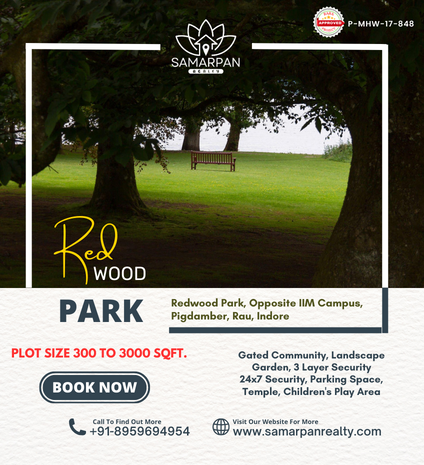 P-MHW-17-848
APPROVED
SAMARPAN
REALTY
Red
WOOD
PARK
Redwood Park, Opposite IIM Campus,
Pigdamber, Rau, Indore
PLOT SIZE 300 TO 3000 SQFT.
Gated Community, Landscape
Garden, 3 Layer Security
24x7 Security, Parking Space,
Temple, Children's Play Area
BOOK NOW
Call To Find Out More
+91-8959694954
Visit Our Website For More
www.samarpanrealty.com